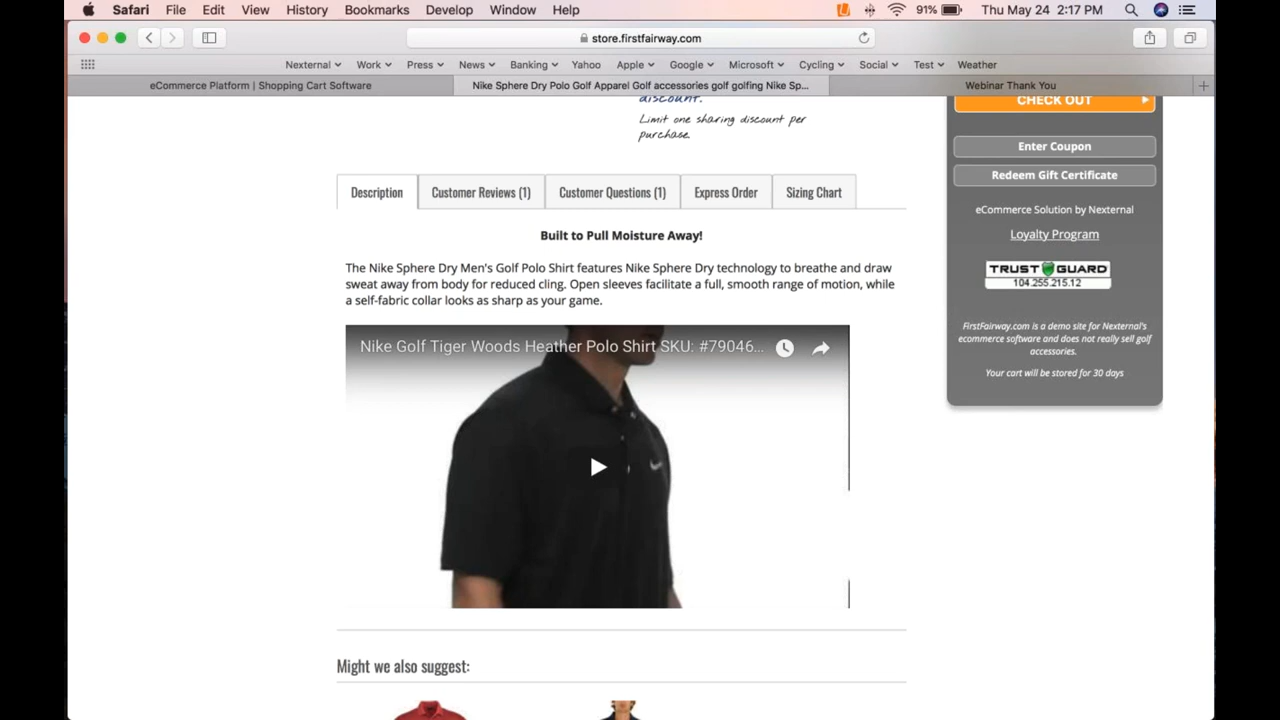 Safari File Edit View History Bookmarks Develop Window Help 91% Thu May 24 2:17 PM
store.firstfairway.com
Nexternal Work Press News Banking Yahoo Apple Google Microsoft Cycling Social Test Weather
eCommerce Platform | Shopping Cart Software Nike Sphere Dry Polo Golf Apparel Golf accessories golf golfing Nike Sp... Webinar Thank You
discount.
Limit one sharing discount per
purchase.
CHECK OUT
Enter Coupon
Redeem Gift Certificate
eCommerce Solution by Nexternal
Loyalty Program
TRUST GUARD
104.255.215.12
FirstFairway.com is a demo site for Nexternal's
ecommerce software and does not really sell golf
accessories.
Your cart will be stored for 30 days
Description Customer Reviews (1) Customer Questions (1) Express Order Sizing Chart
Built to Pull Moisture Away!
The Nike Sphere Dry Men's Golf Polo Shirt features Nike Sphere Dry technology to breathe and draw
sweat away from body for reduced cling. Open sleeves facilitate a full, smooth range of motion, while
a self-fabric collar looks as sharp as your game.
Nike Golf Tiger Woods Heather Polo Shirt SKU: #79046...
Might we also suggest: